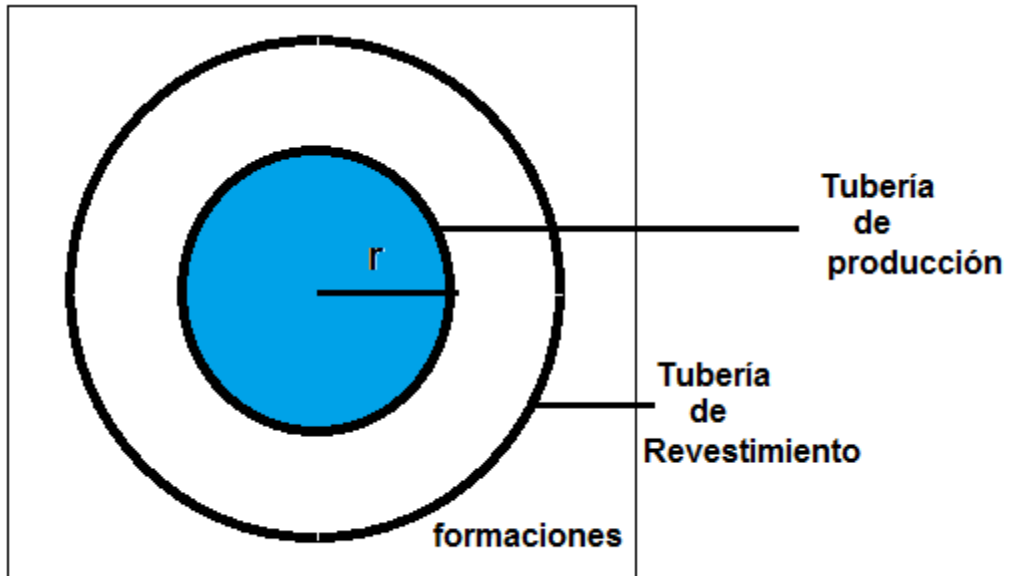 r
Tubería
de
producción
Tubería
de
Revestimiento
formaciones